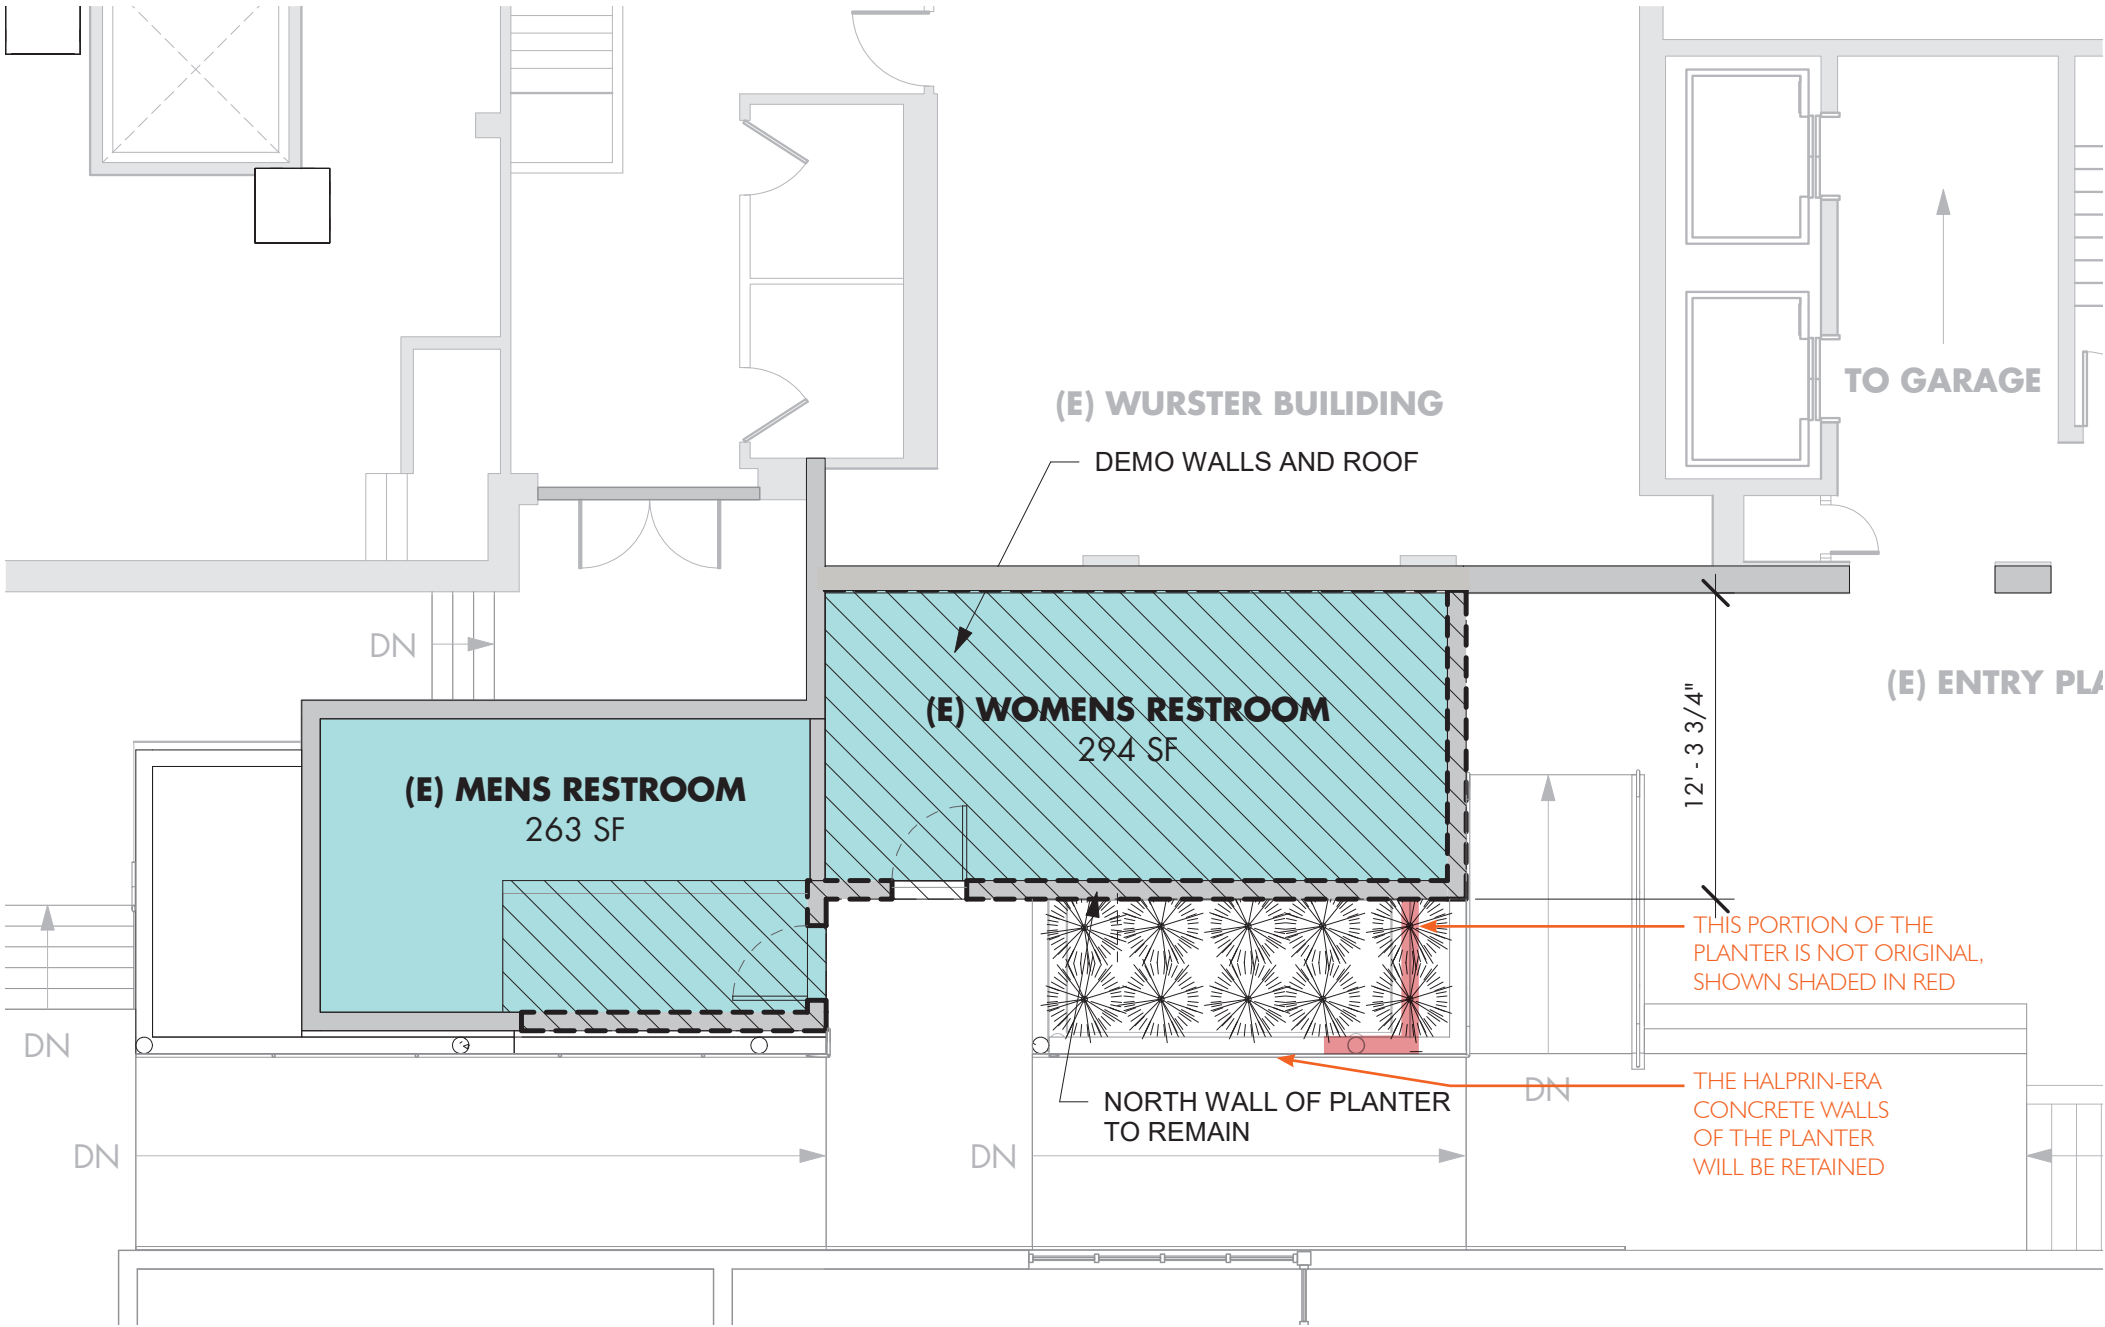 (E) WURSTER BUILIDING
TO GARAGE
DEMO WALLS AND ROOF
DN
(E) ENTRY PLA
(E) WOMENS RESTROOM
294 SF
12' - 3 3/4"
(E) MENS RESTROOM
263 SF
THIS PORTION OF THE
PLANTER IS NOT ORIGINAL,
SHOWN SHADED IN RED
DN
NORTH WALL OF PLANTER
TO REMAIN
DN
THE HALPRIN-ERA
CONCRETE WALLS
OF THE PLANTER
WILL BE RETAINED
DN
DN